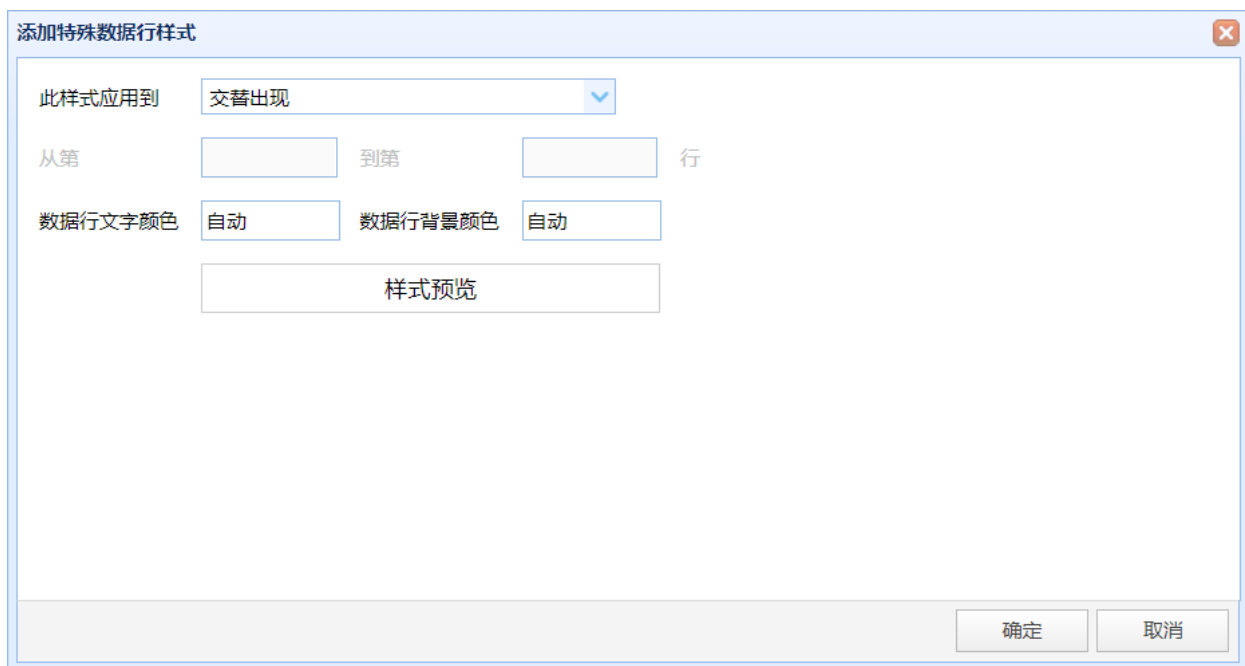 添加特殊数据行样式
此样式应用到 交替出现
从第 到第 行
数据行文字颜色 自动 数据行背景颜色 自动
样式预览
确定 取消